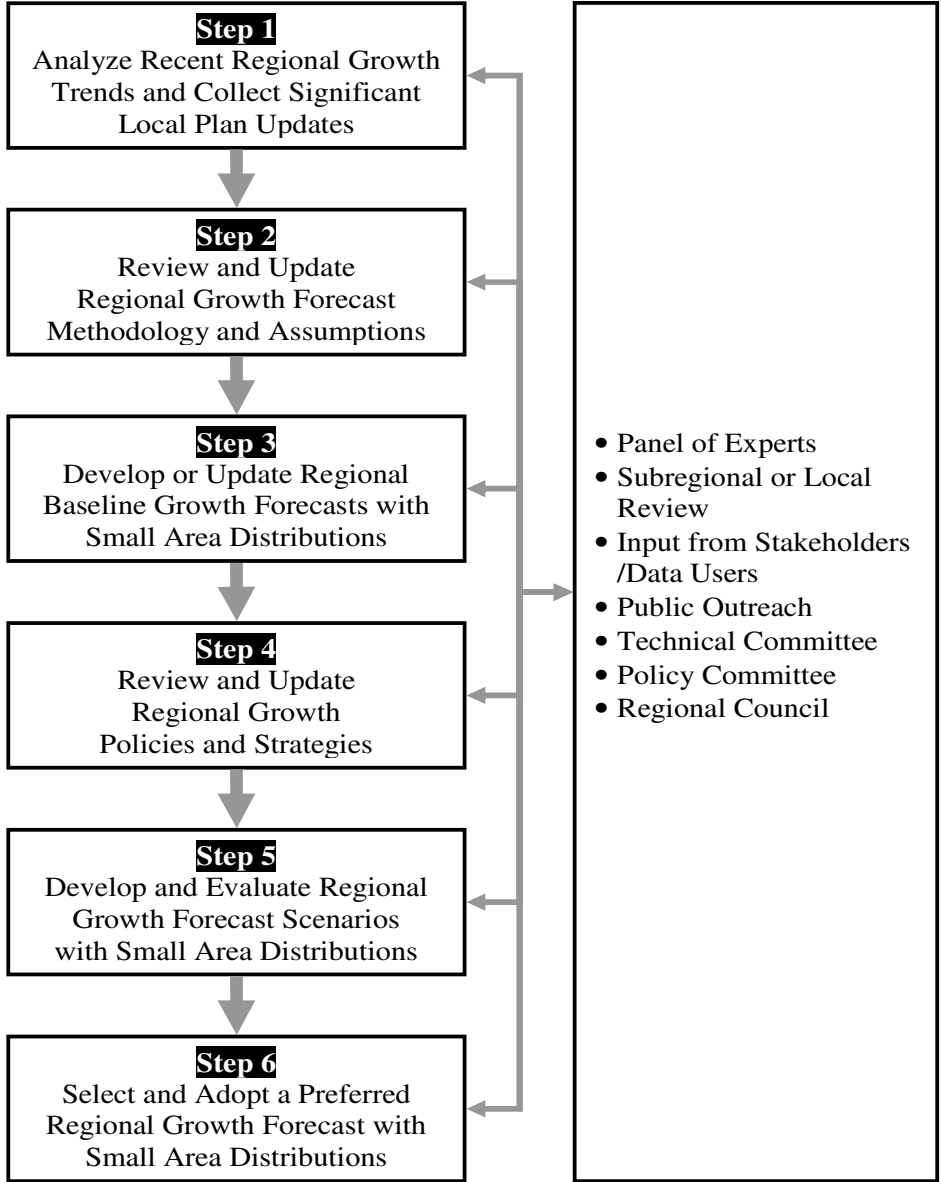 Step 1
Analyze Recent Regional Growth
Trends and Collect Significant
Local Plan Updates
Step 2
Review and Update
Regional Growth Forecast
Methodology and Assumptions
Step 3
Develop or Update Regional
Baseline Growth Forecasts with
Small Area Distributions
Step 4
Review and Update
Regional Growth
Policies and Strategies
Step 5
Develop and Evaluate Regional
Growth Forecast Scenarios
with Small Area Distributions
Step 6
Select and Adopt a Preferred
Regional Growth Forecast with
Small Area Distributions
• Panel of Experts
• Subregional or Local
Review
• Input from Stakeholders
/Data Users
• Public Outreach
• Technical Committee
• Policy Committee
• Regional Council